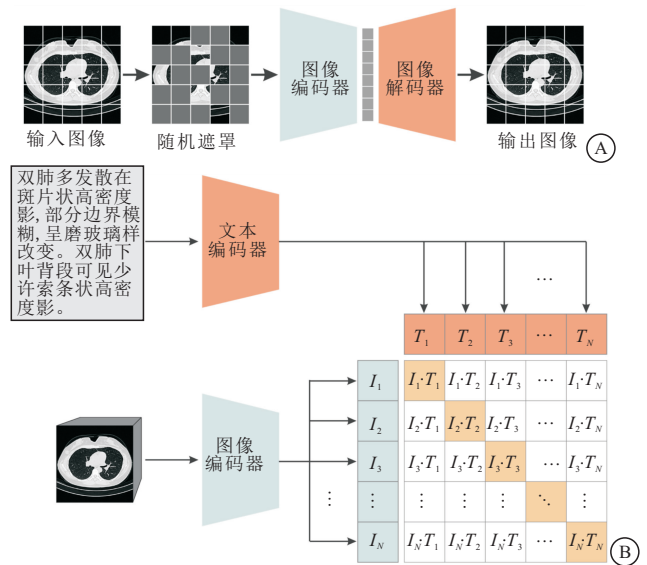 图像
编码器
图像
解码器
输入图像
随机遮罩
输出图像
A
双肺多发散在
斑片状高密度
影,部分边界模
糊,呈磨玻璃样
改变。双肺下
叶背段可见少
许索条状高密
度影。
文本
编码器
…
T1 T2 T3 … TN
I1 I1·T1 I1·T2 I1·T3 … I1·TN
I2 I2·T1 I2·T2 I2·T3 … I2·TN
图像
编码器
I3 I3·T1 I3·T2 I3·T3 … I3·TN
⋮ ⋮ ⋮ ⋮ ⋮ ⋱ ⋮
IN IN·T1 IN·T2 IN·T3 … IN·TN
B